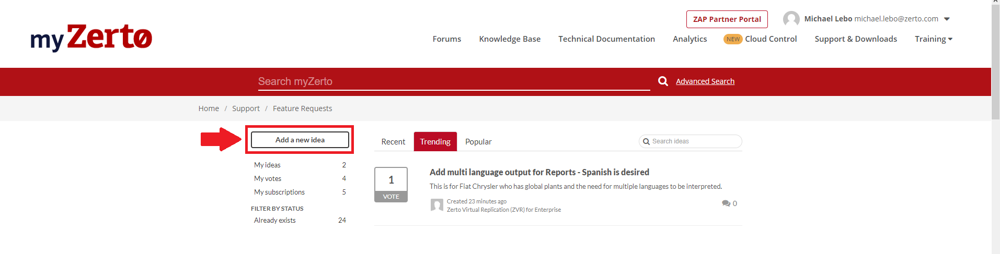 ZAP Partner Portal
Michael Lebo michael.lebo@zerto.com
myZerto
Forums Knowledge Base Technical Documentation Analytics NEW Cloud Control Support & Downloads Training
Search myZerto Advanced Search
Home / Support / Feature Requests
Add a new idea
My ideas 2
My votes 4
My subscriptions 5
FILTER BY STATUS
Already exists 24
Recent Trending Popular Search ideas
1
VOTE
Add multi language output for Reports - Spanish is desired
This is for Fiat Chrysler who has global plants and the need for multiple languages to be interpreted.
Created 23 minutes ago
Zerto Virtual Replication (ZVR) for Enterprise
0